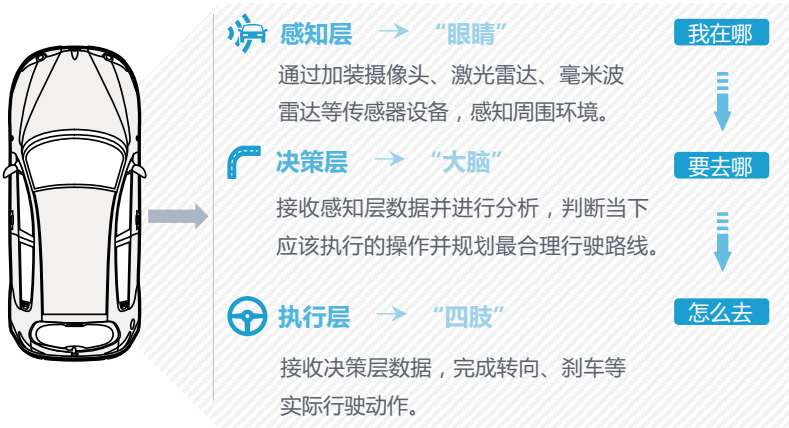 感知层 → “眼睛”
我在哪
通过加装摄像头、激光雷达、毫米波
雷达等传感器设备，感知周围环境。
决策层 → “大脑”
要去哪
接收感知层数据并进行分析，判断当下
应该执行的操作并规划最合理行驶路线。
执行层 → “四肢”
怎么去
接收决策层数据，完成转向、刹车等
实际行驶动作。